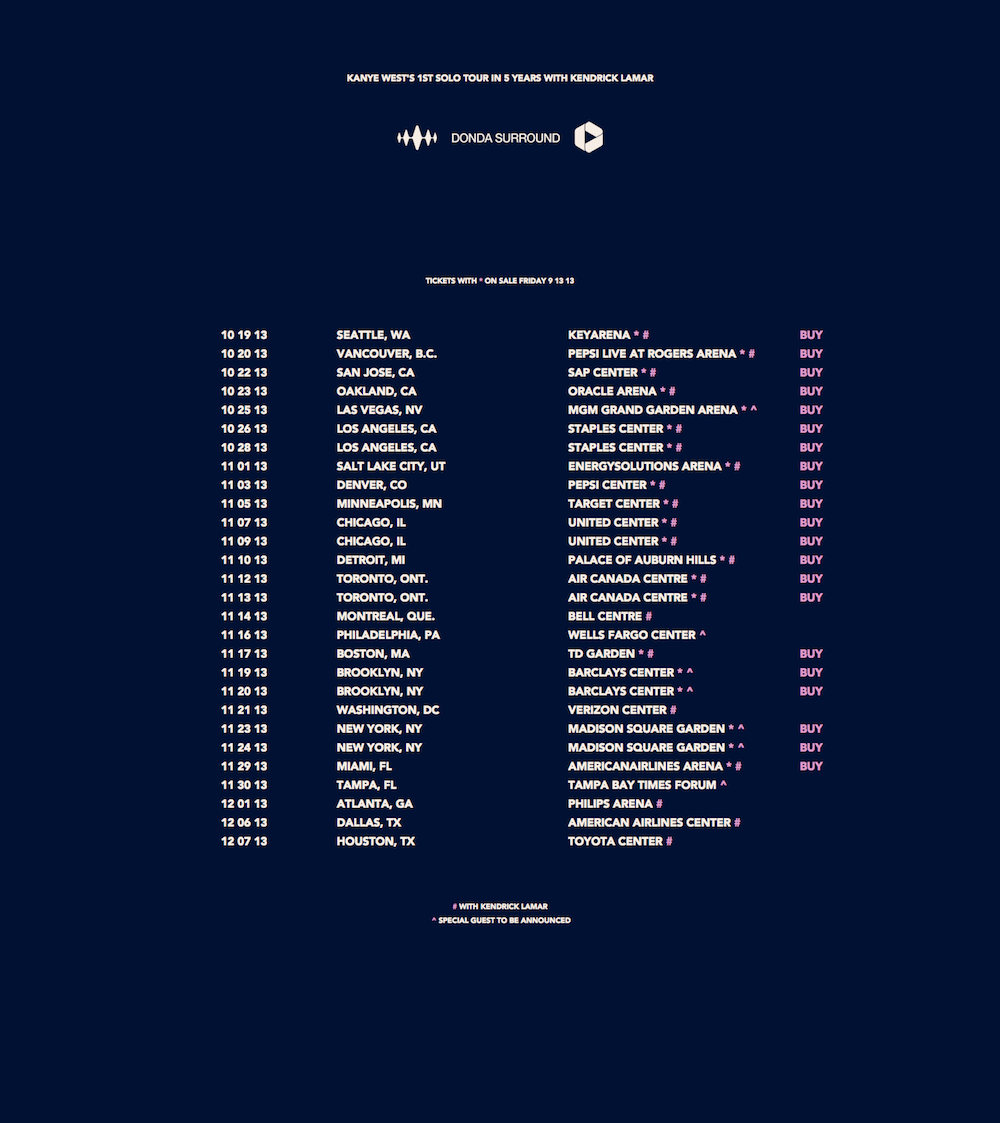 KANYE WEST'S 1ST SOLO TOUR IN 5 YEARS WITH KENDRICK LAMAR
DONDA SURROUND
TICKETS WITH * ON SALE FRIDAY 9 13 13
10 19 13 SEATTLE, WA KEYARENA * # BUY
10 20 13 VANCOUVER, B.C. PEPSI LIVE AT ROGERS ARENA * # BUY
10 22 13 SAN JOSE, CA SAP CENTER * # BUY
10 23 13 OAKLAND, CA ORACLE ARENA * # BUY
10 25 13 LAS VEGAS, NV MGM GRAND GARDEN ARENA * ^ BUY
10 26 13 LOS ANGELES, CA STAPLES CENTER * # BUY
10 28 13 LOS ANGELES, CA STAPLES CENTER * # BUY
11 01 13 SALT LAKE CITY, UT ENERGYSOLUTIONS ARENA * # BUY
11 03 13 DENVER, CO PEPSI CENTER * # BUY
11 05 13 MINNEAPOLIS, MN TARGET CENTER * # BUY
11 07 13 CHICAGO, IL UNITED CENTER * # BUY
11 09 13 CHICAGO, IL UNITED CENTER * # BUY
11 10 13 DETROIT, MI PALACE OF AUBURN HILLS * # BUY
11 12 13 TORONTO, ONT. AIR CANADA CENTRE * # BUY
11 13 13 TORONTO, ONT. AIR CANADA CENTRE * # BUY
11 14 13 MONTREAL, QUE. BELL CENTRE #
11 16 13 PHILADELPHIA, PA WELLS FARGO CENTER ^
11 17 13 BOSTON, MA TD GARDEN * # BUY
11 19 13 BROOKLYN, NY BARCLAYS CENTER * ^ BUY
11 20 13 BROOKLYN, NY BARCLAYS CENTER * ^ BUY
11 21 13 WASHINGTON, DC VERIZON CENTER #
11 23 13 NEW YORK, NY MADISON SQUARE GARDEN * ^ BUY
11 24 13 NEW YORK, NY MADISON SQUARE GARDEN * ^ BUY
11 29 13 MIAMI, FL AMERICANAIRLINES ARENA * # BUY
11 30 13 TAMPA, FL TAMPA BAY TIMES FORUM ^
12 01 13 ATLANTA, GA PHILIPS ARENA #
12 06 13 DALLAS, TX AMERICAN AIRLINES CENTER #
12 07 13 HOUSTON, TX TOYOTA CENTER #
# WITH KENDRICK LAMAR
^ SPECIAL GUEST TO BE ANNOUNCED